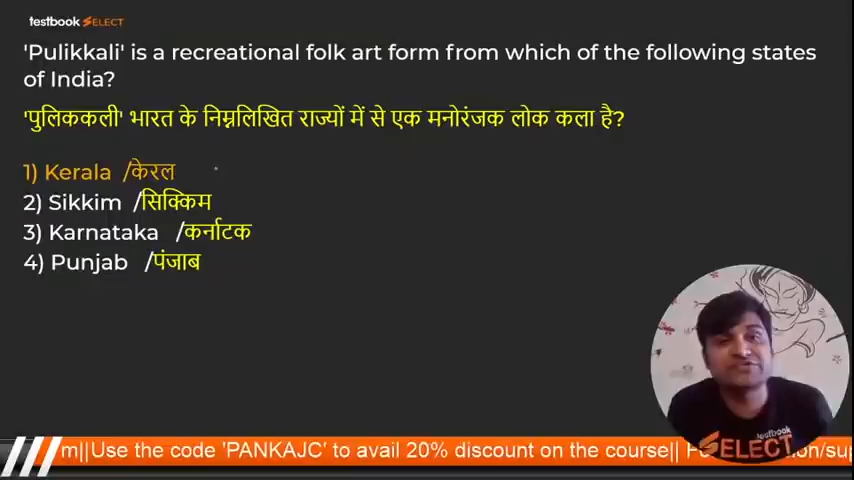 testbook SELECT
'Pulikkali' is a recreational folk art form from which of the following states
of India?
'पुलिककली' भारत के निम्नलिखित राज्यों में से एक मनोरंजक लोक कला है?
1) Kerala /केरल
2) Sikkim /सिक्किम
3) Karnataka /कर्नाटक
4) Punjab /पंजाब
testbook
SELECT
m||Use the code 'PANKAJC' to avail 20% discount on the course||